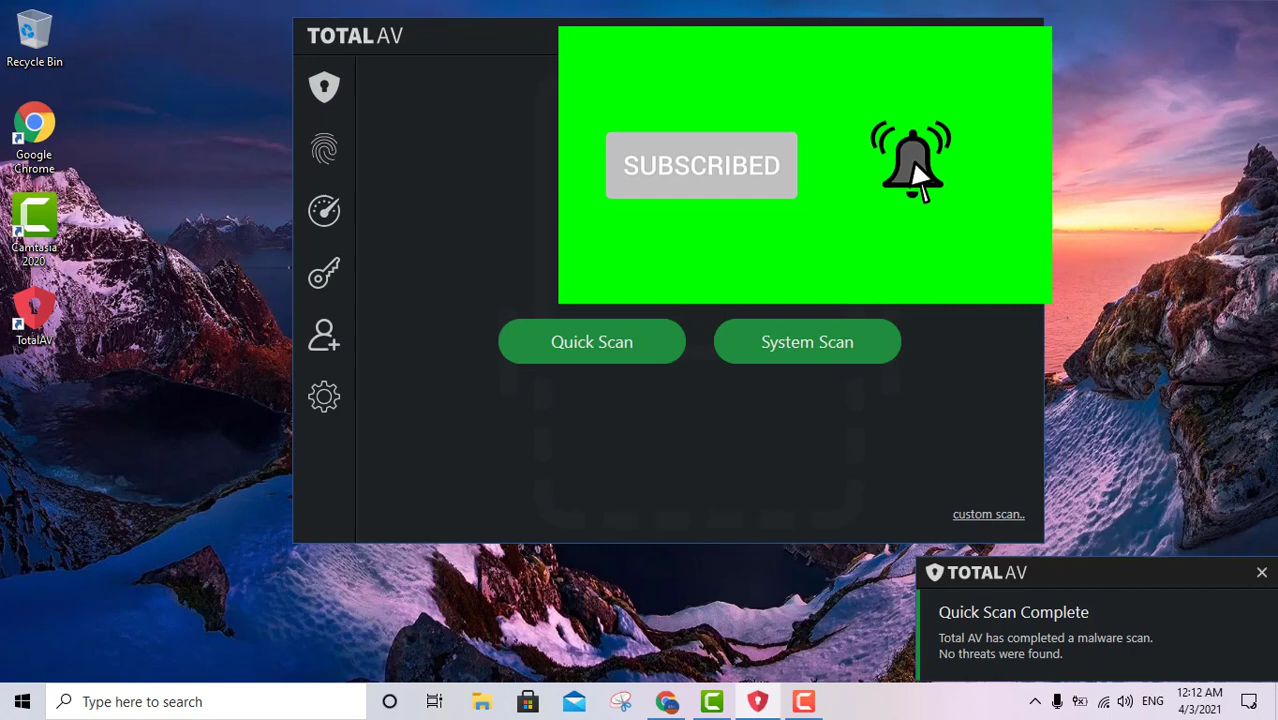 Recycle Bin
Google
Chrome
Camtasia
2020
TotalAV
TOTAL AV
SUBSCRIBED
Quick Scan
System Scan
custom scan..
TOTAL AV
Quick Scan Complete
Total AV has completed a malware scan.
No threats were found.
Type here to search
ENG
12:12 AM
4/3/2021